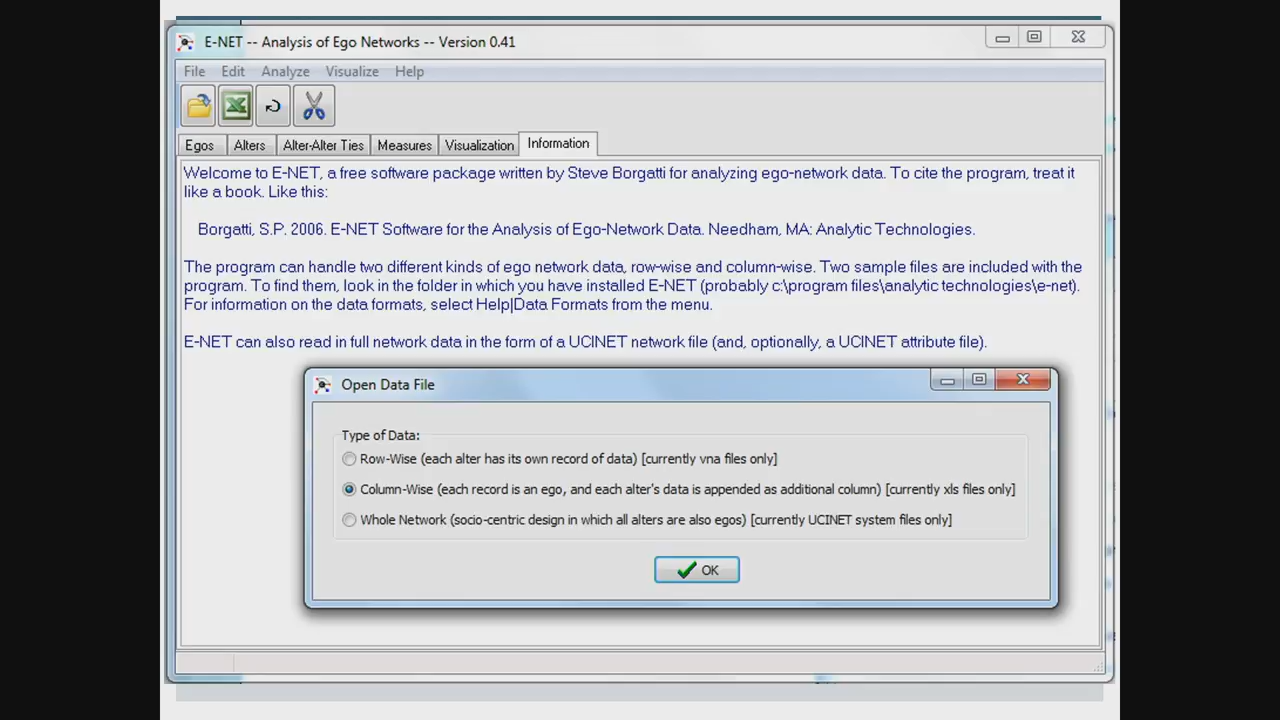 E-NET -- Analysis of Ego Networks -- Version 0.41
File Edit Analyze Visualize Help
Egos Alters Alter-Alter Ties Measures Visualization Information
Welcome to E-NET, a free software package written by Steve Borgatti for analyzing ego-network data. To cite the program, treat it
like a book. Like this:
Borgatti, S.P. 2006. E-NET Software for the Analysis of Ego-Network Data. Needham, MA: Analytic Technologies.
The program can handle two different kinds of ego network data, row-wise and column-wise. Two sample files are included with the
program. To find them, look in the folder in which you have installed E-NET (probably c:\program files\analytic technologies\e-net).
For information on the data formats, select Help|Data Formats from the menu.
E-NET can also read in full network data in the form of a UCINET network file (and, optionally, a UCINET attribute file).
Open Data File
Type of Data:
Row-Wise (each alter has its own record of data) [currently vna files only]
Column-Wise (each record is an ego, and each alter's data is appended as additional column) [currently xls files only]
Whole Network (socio-centric design in which all alters are also egos) [currently UCINET system files only]
OK